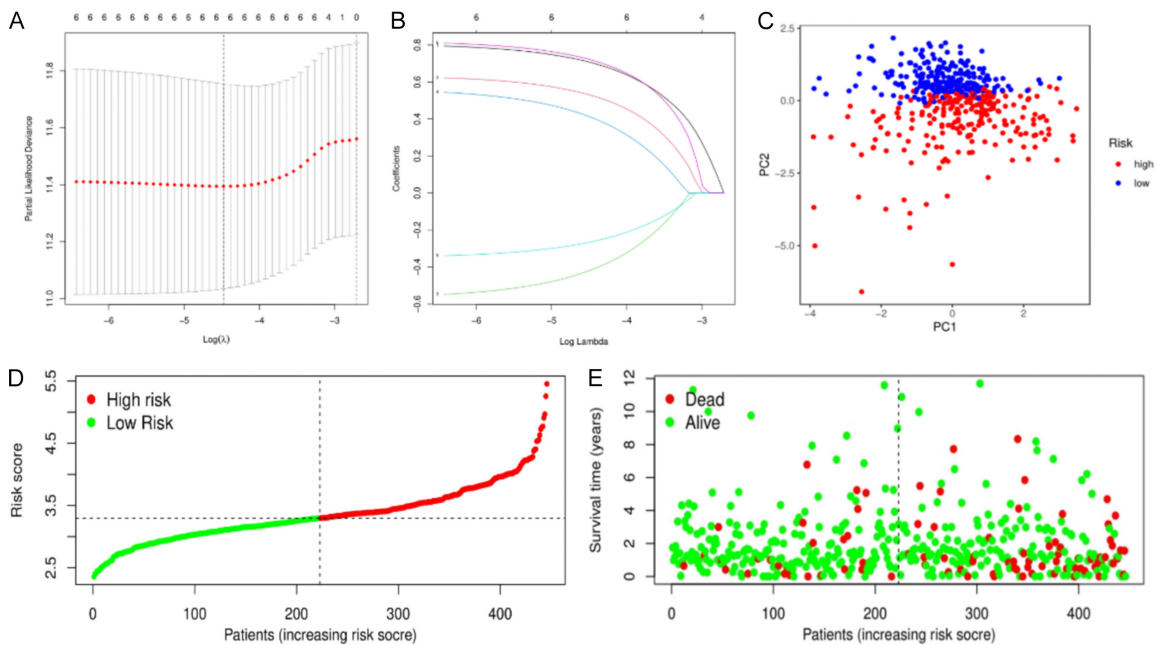 A
6 6 6 6 6 6 6 6 6 6 6 6 6 6 6 6 6 6 4 1 0
Partial Likelihood Deviance
11.8
11.6
11.4
11.2
11.0
−6 −5 −4 −3
Log(λ)
B
6 6 6 4
Coefficients
0.8
0.6
0.4
0.2
0.0
−0.2
−0.4
−0.6
−6 −5 −4 −3
Log Lambda
C
PC2
2.5
0.0
−2.5
−5.0
−4 −2 0 2
PC1
Risk
high
low
D
Risk score
5.5
4.5
3.5
2.5
High risk
Low Risk
0 100 200 300 400
Patients (increasing risk socre)
E
Survival time (years)
12
10
8
6
4
2
0
Dead
Alive
0 100 200 300 400
Patients (increasing risk socre)